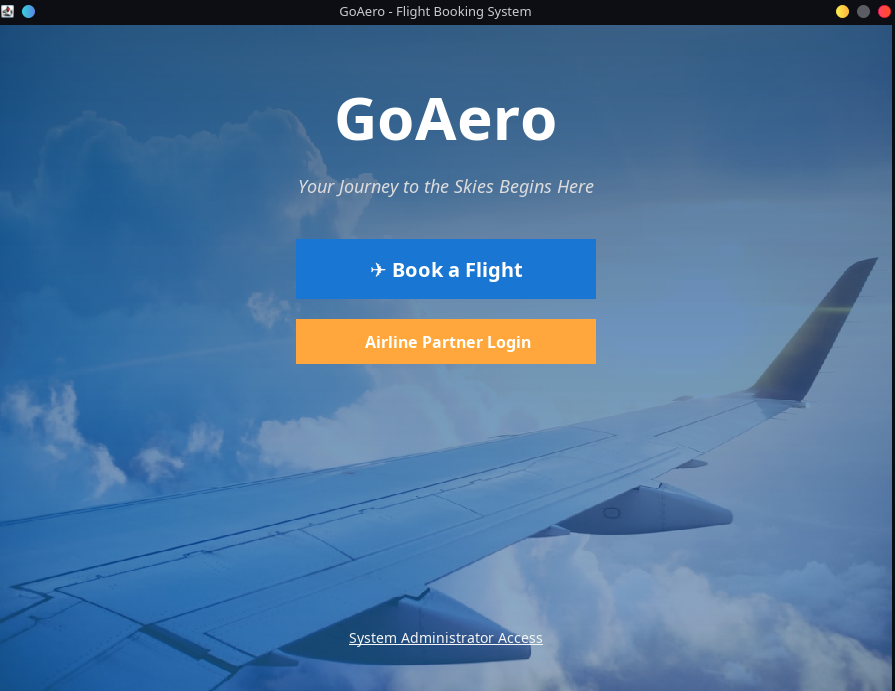 GoAero - Flight Booking System
GoAero
Your Journey to the Skies Begins Here
✈ Book a Flight
Airline Partner Login
System Administrator Access